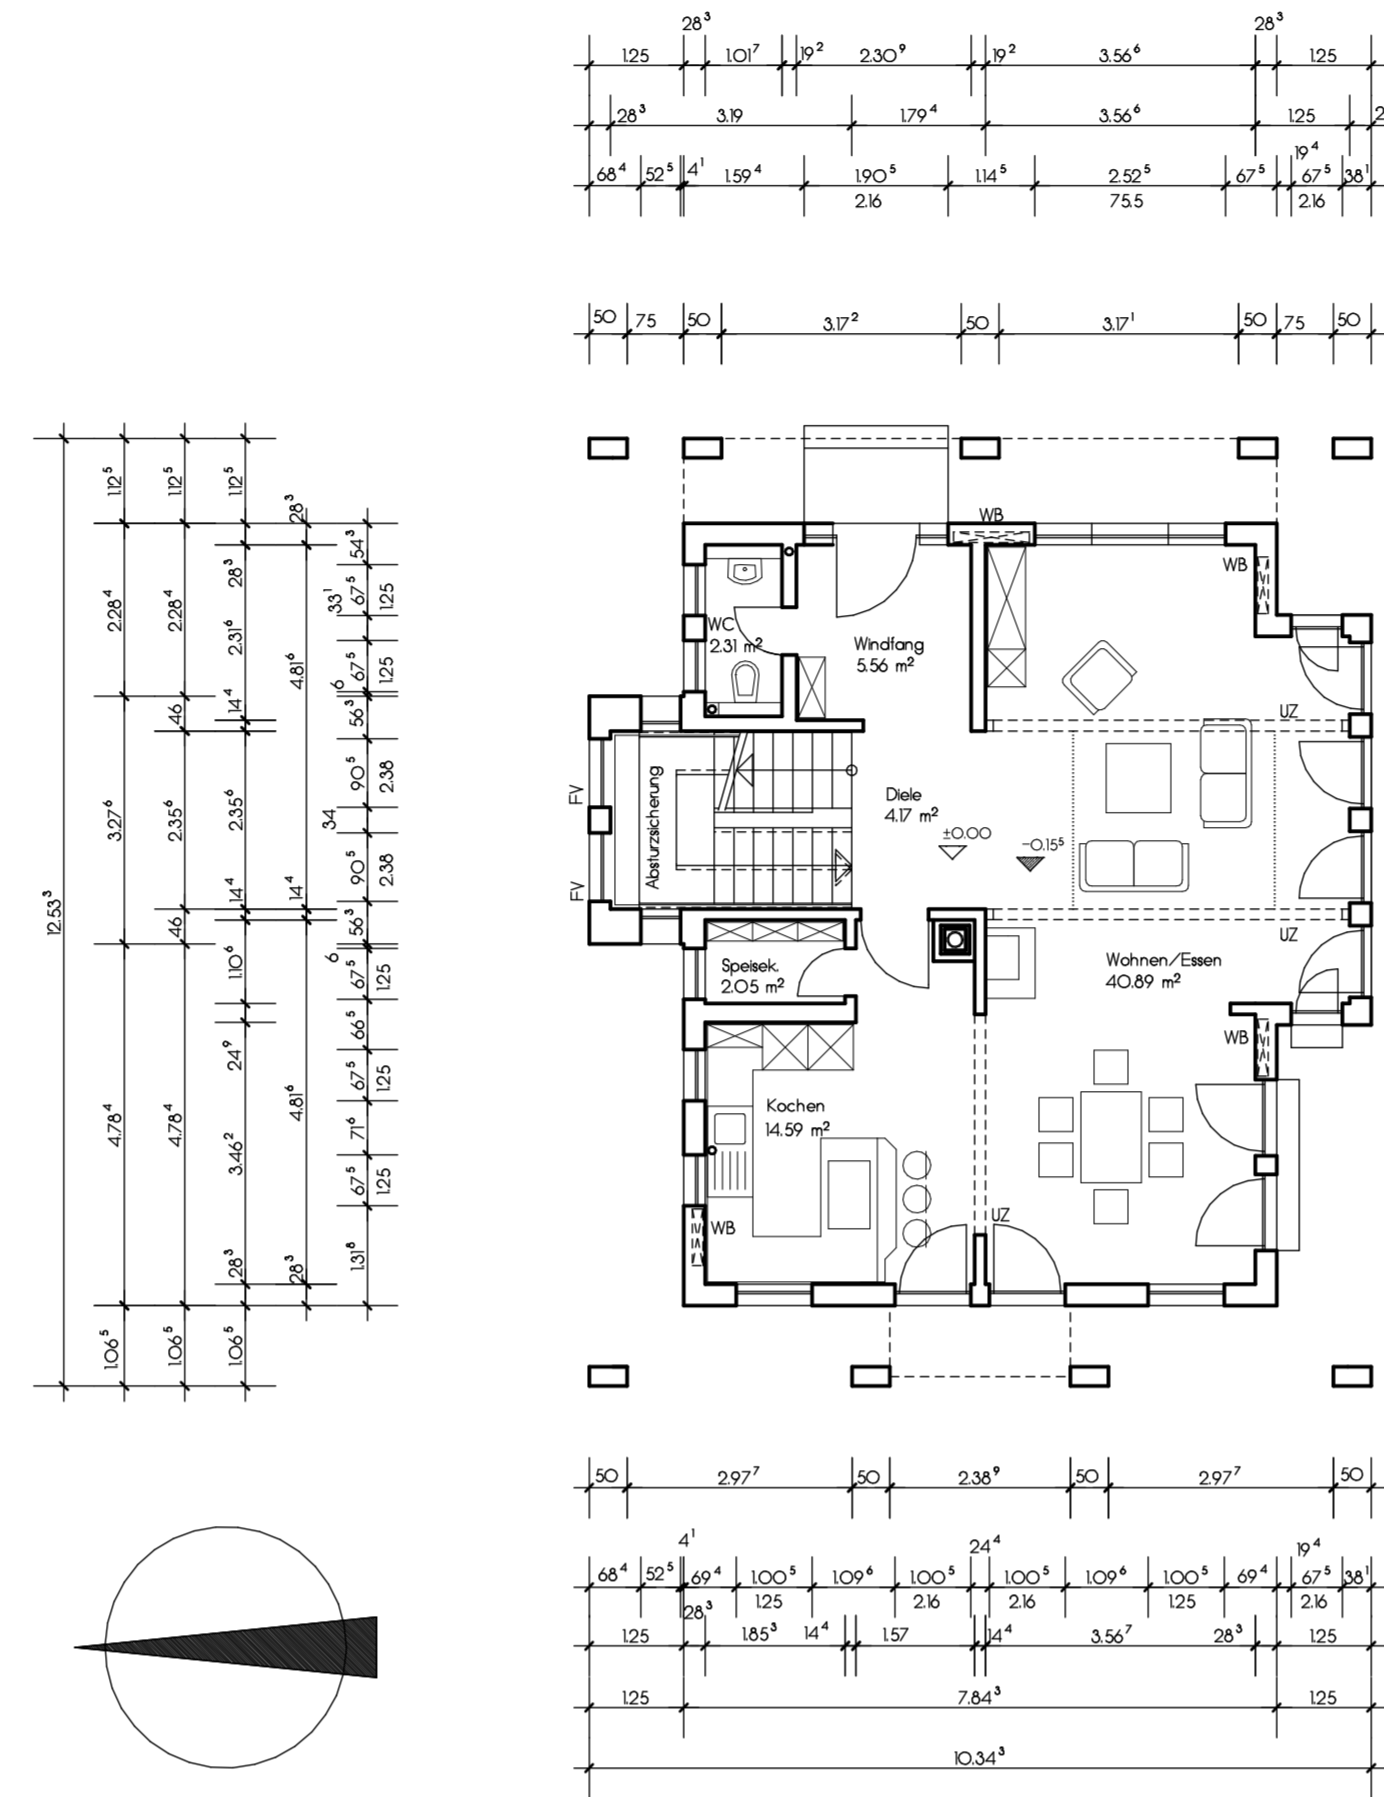 28³ 28³
1.25 1.01⁷ 19² 2.30⁹ 19² 3.56⁶ 1.25
28³ 3.19 1.79⁴ 3.56⁶ 1.25 2
19⁴
68⁴ 52⁵ 4¹ 1.59⁴ 1.90⁵ 1.14⁵ 2.52⁵ 67⁵ 67⁵ 38¹
2.16 75.5 2.16
50 75 50 3.17² 50 3.17¹ 50 75 50
12.53³
1.12⁵ 2.28⁴ 3.27⁶ 4.78⁴ 1.06⁵
1.12⁵ 2.28⁴ 46 2.35⁶ 46 4.78⁴ 1.06⁵
1.12⁵ 28³ 2.31⁶ 14⁴ 2.35⁶ 14⁴ 1.10⁶ 24⁹ 3.46² 28³ 1.06⁵
28³ 4.81⁶ 14⁴ 4.81⁶ 28³
54³ 67⁵ 33¹ 67⁵ 6 56³ 90⁵ 34 90⁵ 56³ 6 67⁵ 66⁵ 67⁵ 71⁶ 67⁵ 1.31⁸
1.25 1.25 2.38 2.38 1.25 1.25 1.25
WB
WB
WC
2.31 m²
Windfang
5.56 m²
UZ
FV
Absturzsicherung
Diele
4.17 m²
±0.00
-0.15⁵
FV
UZ
Speisek.
2.05 m²
Wohnen/Essen
40.89 m²
WB
Kochen
14.59 m²
WB
UZ
50 2.97⁷ 50 2.38⁹ 50 2.97⁷ 50
4¹ 24⁴ 19⁴
68⁴ 52⁵ 69⁴ 1.00⁵ 1.09⁶ 1.00⁵ 1.00⁵ 1.09⁶ 1.00⁵ 69⁴ 67⁵ 38¹
1.25 2.16 2.16 1.25 2.16
28³
1.25 1.85³ 14⁴ 1.57 14⁴ 3.56⁷ 28³ 1.25
1.25 7.84³ 1.25
10.34³